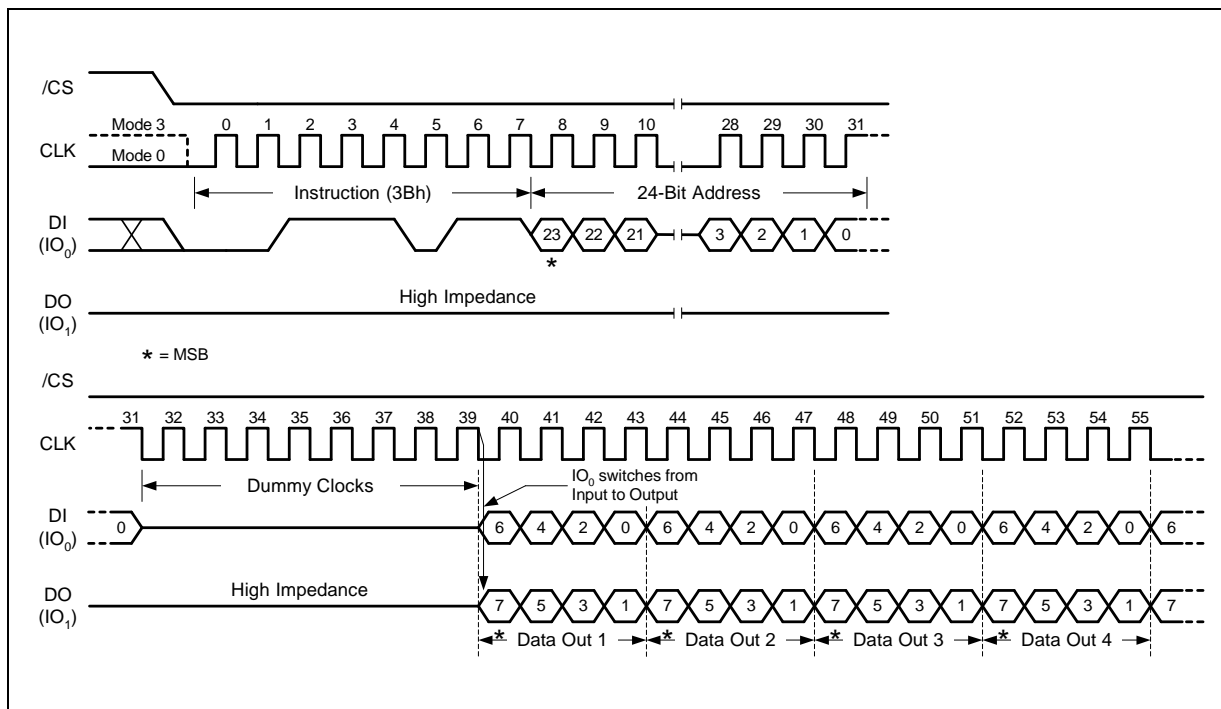 /CS
Mode 3
0 1 2 3 4 5 6 7 8 9 10 28 29 30 31
CLK
Mode 0
Instruction (3Bh)
24-Bit Address
DI
(IO0)
23 22 21 3 2 1 0
*
High Impedance
DO
(IO1)
* = MSB
/CS
31 32 33 34 35 36 37 38 39 40 41 42 43 44 45 46 47 48 49 50 51 52 53 54 55
CLK
Dummy Clocks
IO0 switches from
Input to Output
DI
(IO0)
0 6 4 2 0 6 4 2 0 6 4 2 0 6 4 2 0 6
High Impedance
DO
(IO1)
7 5 3 1 7 5 3 1 7 5 3 1 7 5 3 1 7
* Data Out 1 * Data Out 2 * Data Out 3 * Data Out 4